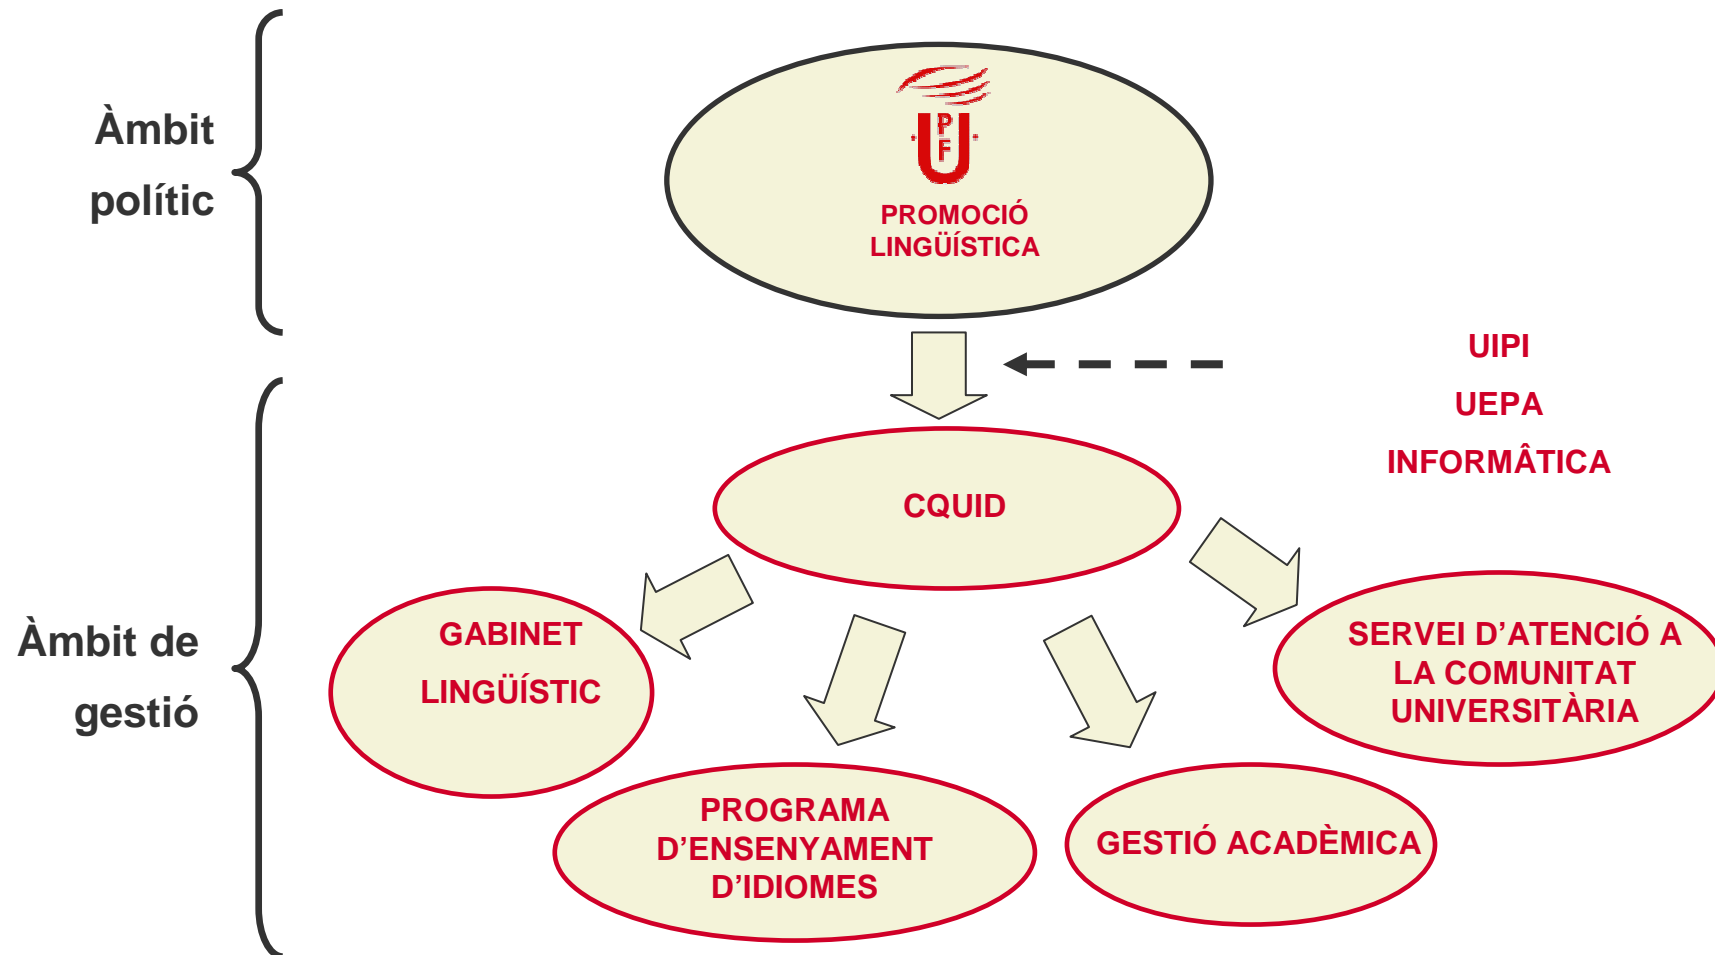 Àmbit
polític
U
P
F
PROMOCIÓ
LINGÜÍSTICA
UIPI
UEPA
INFORMÂTICA
CQUID
Àmbit de
gestió
GABINET
LINGÜÍSTIC
SERVEI D’ATENCIÓ A
LA COMUNITAT
UNIVERSITÀRIA
PROGRAMA
D’ENSENYAMENT
D’IDIOMES
GESTIÓ ACADÈMICA